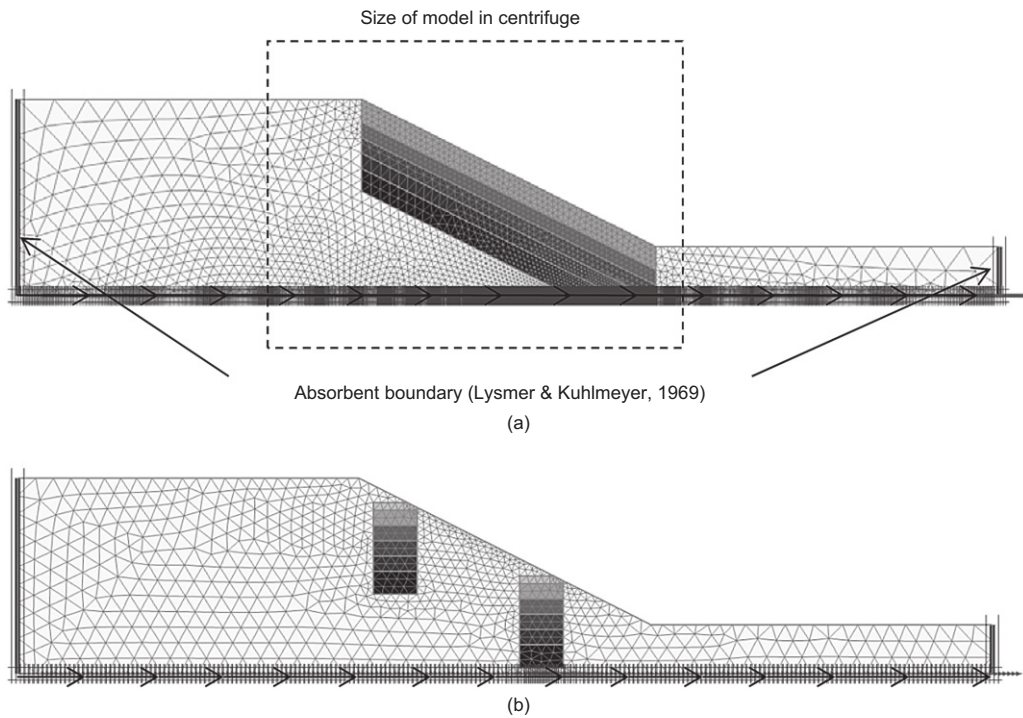 Size of model in centrifuge
Absorbent boundary (Lysmer & Kuhlmeyer, 1969)
(a)
(b)